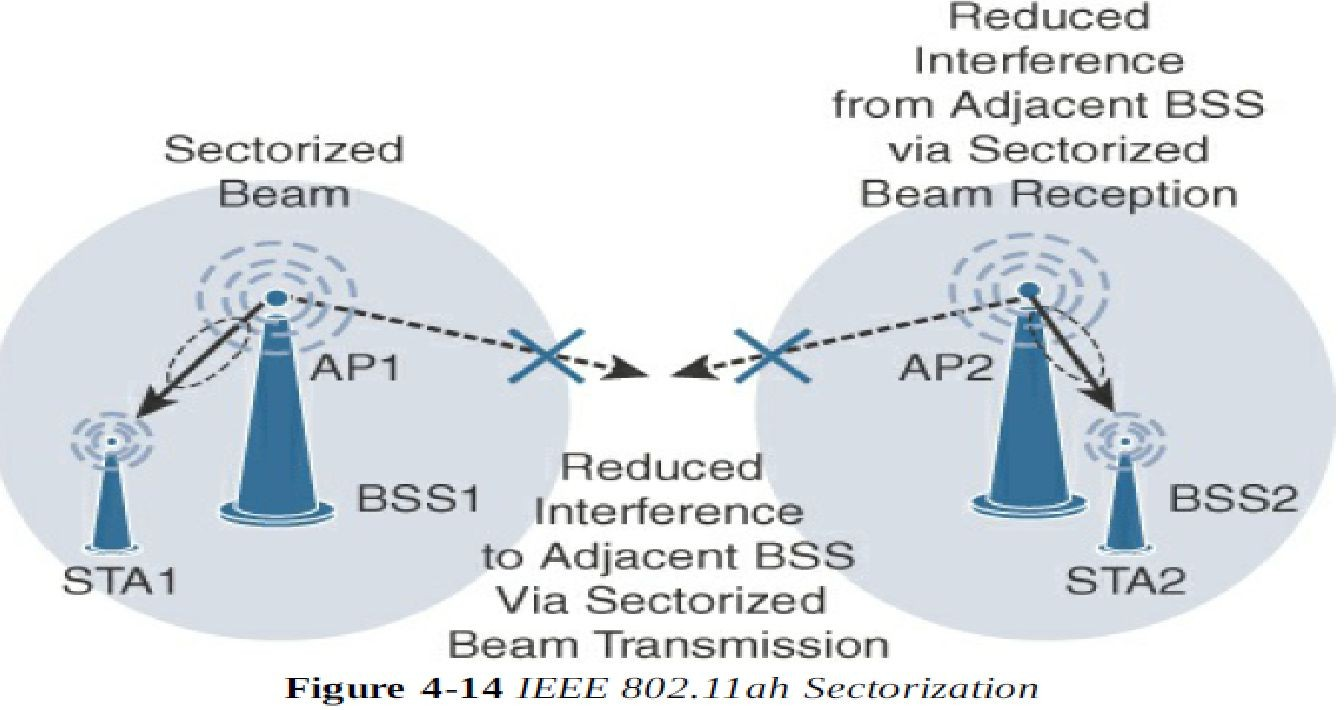 Reduced
Interference
from Adjacent BSS
via Sectorized
Beam Reception
Sectorized
Beam
AP1
AP2
BSS1
BSS2
STA1
STA2
Reduced
Interference
to Adjacent BSS
Via Sectorized
Beam Transmission
Figure 4-14 IEEE 802.11ah Sectorization